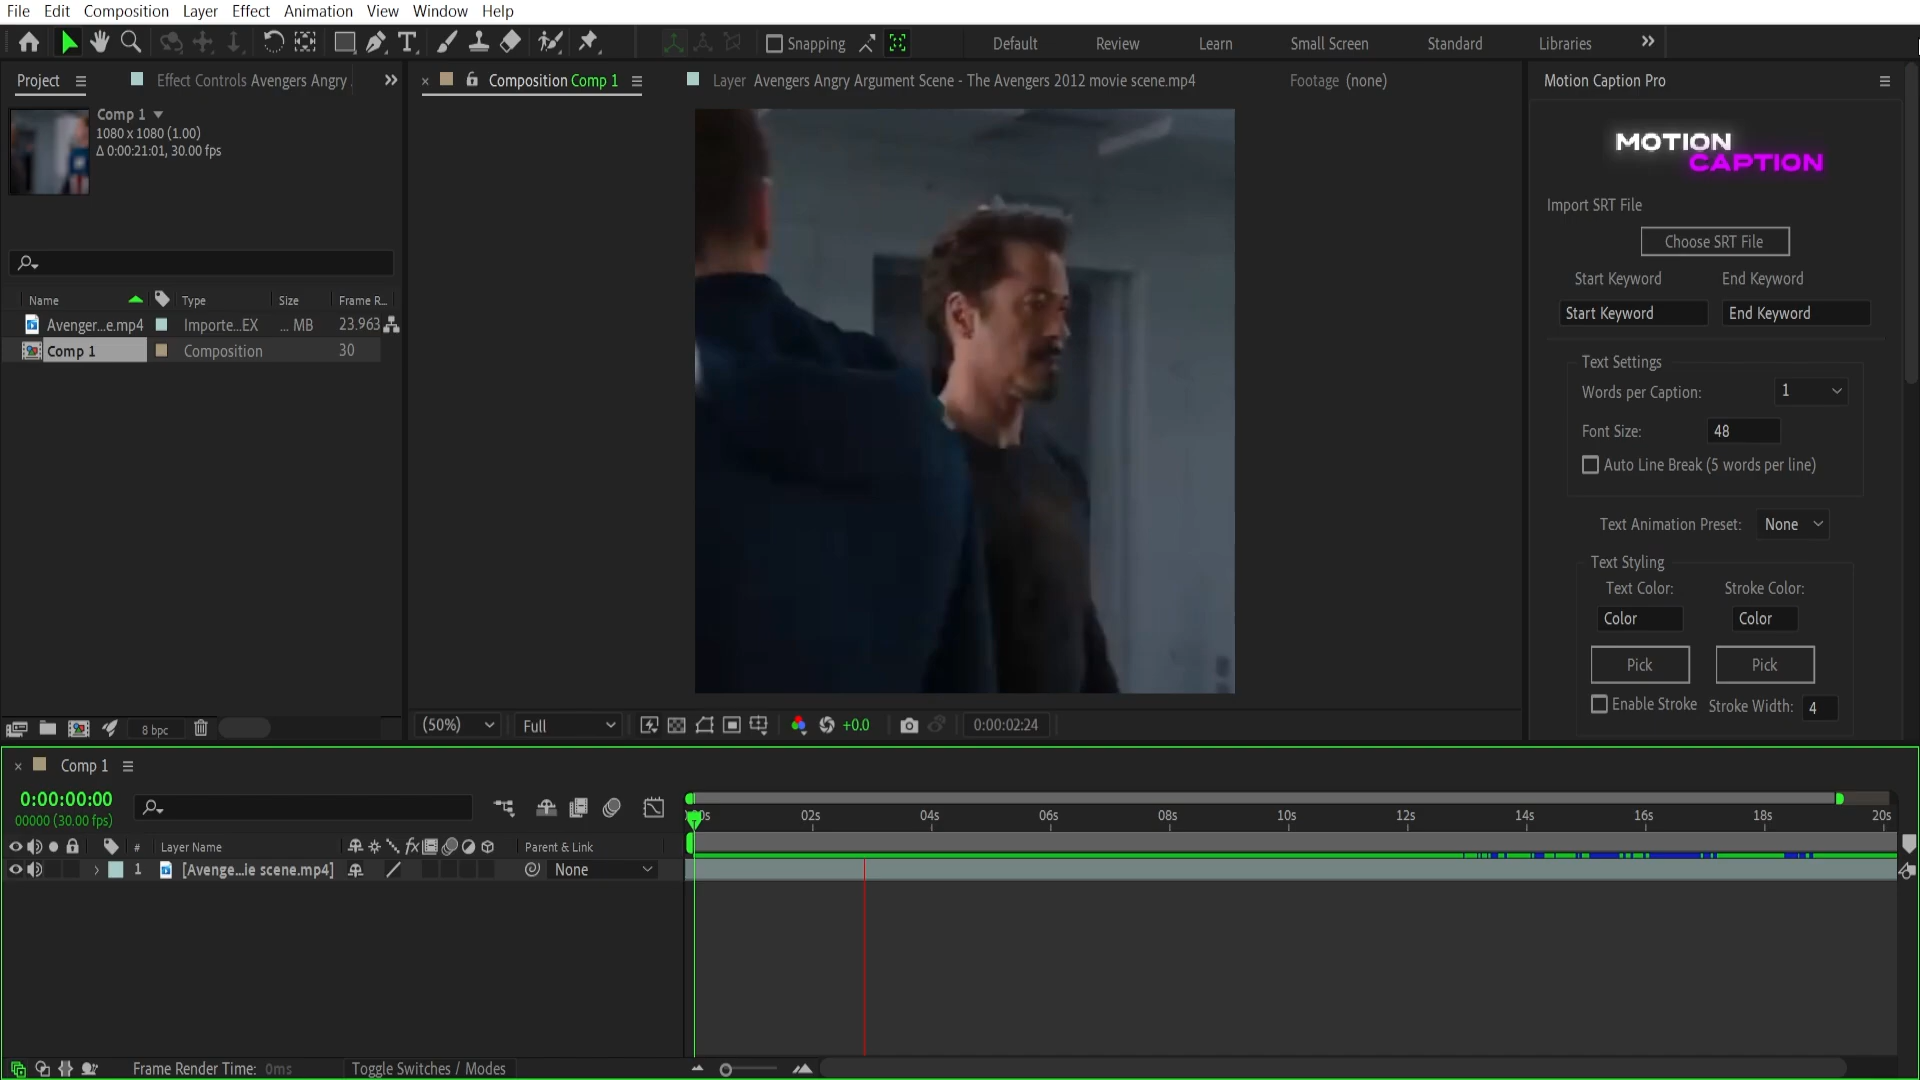 File Edit Composition Layer Effect Animation View Window Help
Snapping Default Review Learn Small Screen Standard Libraries
Project Effect Controls Avengers Angry
Composition Comp 1 Layer Avengers Angry Argument Scene - The Avengers 2012 movie scene.mp4 Footage (none)
Motion Caption Pro
Comp 1
1080 x 1080 (1.00)
Δ 0:00:21:01, 30.00 fps
MOTION
CAPTION
Import SRT File
Choose SRT File
Start Keyword End Keyword
Start Keyword End Keyword
Name Type Size Frame R...
Avenger...e.mp4 Importe...EX ... MB 23.963
Comp 1 Composition 30
Text Settings
Words per Caption: 1
Font Size: 48
Auto Line Break (5 words per line)
Text Animation Preset: None
Text Styling
Text Color: Stroke Color:
Color Color
Pick Pick
Enable Stroke Stroke Width: 4
8 bpc
(50%) Full +0.0 0:00:02:24
Comp 1
0:00:00:00
00000 (30.00 fps)
02s 04s 06s 08s 10s 12s 14s 16s 18s 20s
# Layer Name fx Parent & Link
1 [Avenge...ie scene.mp4] None
Frame Render Time: 0ms Toggle Switches / Modes